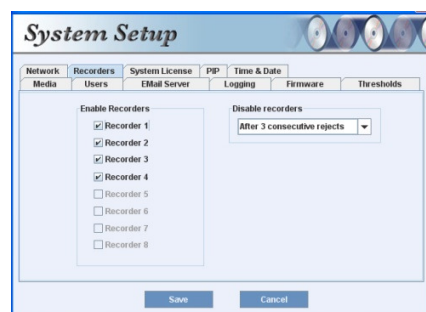 System Setup
Network Recorders System License PIP Time & Date
Media Users EMail Server Logging Firmware Thresholds
Enable Recorders
Recorder 1
Recorder 2
Recorder 3
Recorder 4
Recorder 5
Recorder 6
Recorder 7
Recorder 8
Disable recorders
After 3 consecutive rejects
Save Cancel